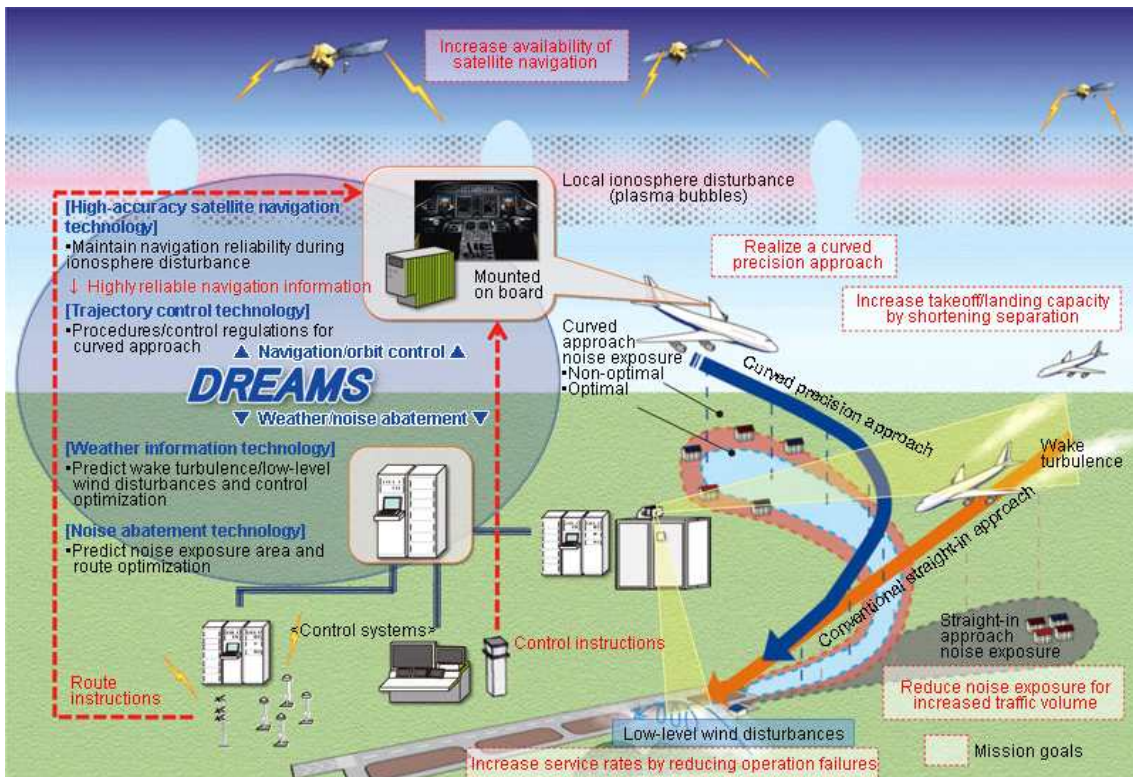 Increase availability of
satellite navigation
Local ionosphere disturbance
(plasma bubbles)
[High-accuracy satellite navigation
technology]
▪Maintain navigation reliability during
ionosphere disturbance
↓ Highly reliable navigation information
[Trajectory control technology]
▪Procedures/control regulations for
curved approach
▲ Navigation/orbit control ▲
DREAMS
▼ Weather/noise abatement ▼
[Weather information technology]
▪Predict wake turbulence/low-level
wind disturbances and control
optimization
[Noise abatement technology]
▪Predict noise exposure area and
route optimization
Mounted
on board
Realize a curved
precision approach
Increase takeoff/landing capacity
by shortening separation
Curved
approach
noise exposure
▪Non-optimal
▪Optimal
Curved precision approach
Wake
turbulence
Conventional straight-in approach
Straight-in
approach
noise exposure
<Control systems>
Control instructions
Route
instructions
Reduce noise exposure for
increased traffic volume
Low-level wind disturbances
Increase service rates by reducing operation failures
Mission goals